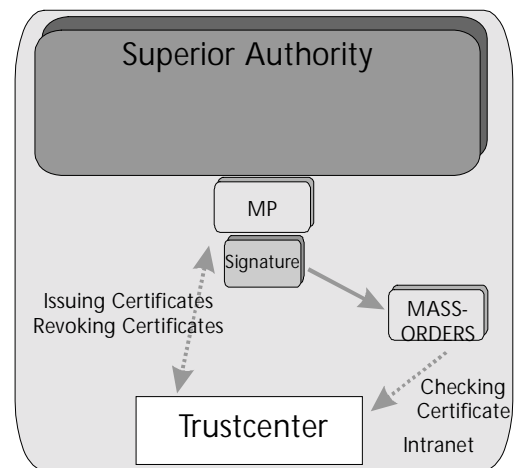 Superior Authority
MP
Signature
Issuing Certificates
Revoking Certificates
MASS-
ORDERS
Checking
Certificate
Trustcenter
Intranet